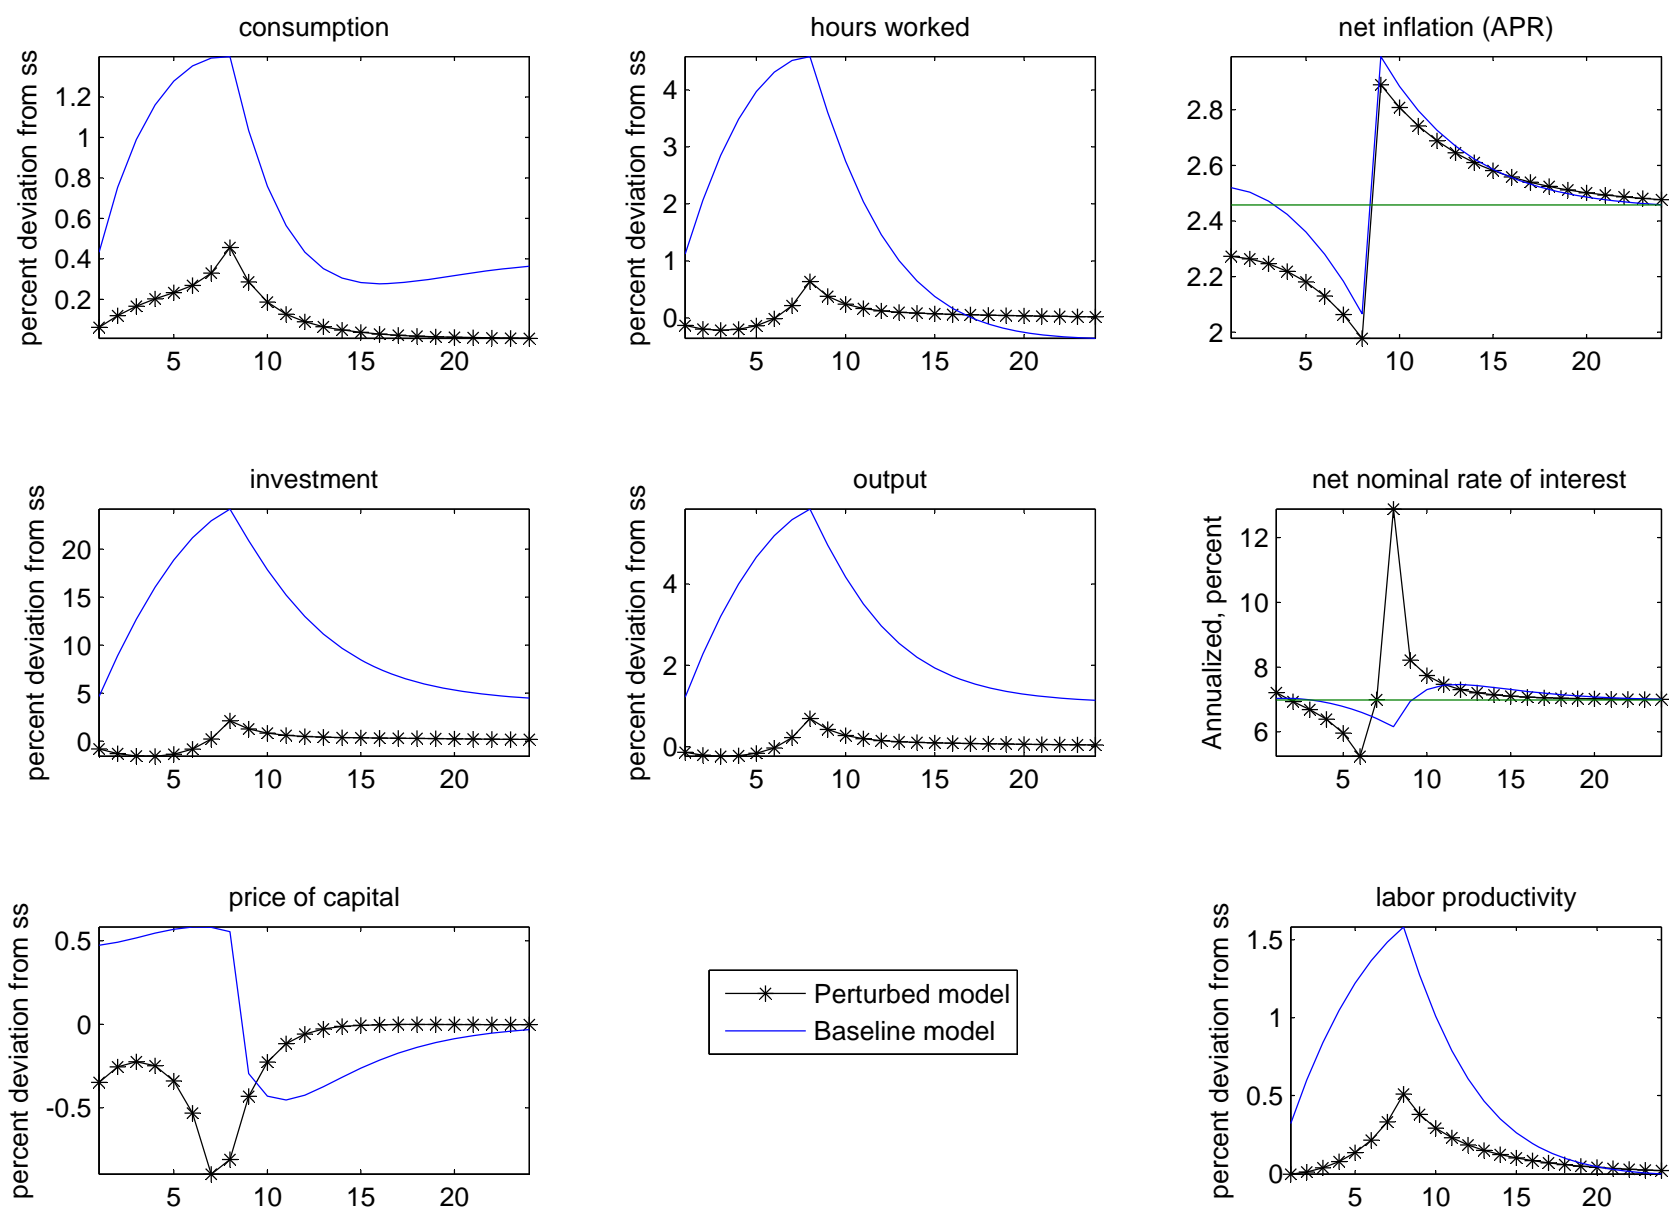 consumption
percent deviation from ss
1.2
1
0.8
0.6
0.4
0.2
5 10 15 20
hours worked
percent deviation from ss
4
3
2
1
0
5 10 15 20
net inflation (APR)
2.8
2.6
2.4
2.2
2
5 10 15 20
investment
percent deviation from ss
20
15
10
5
0
5 10 15 20
output
percent deviation from ss
4
2
0
5 10 15 20
net nominal rate of interest
Annualized, percent
12
10
8
6
5 10 15 20
price of capital
percent deviation from ss
0.5
0
-0.5
5 10 15 20
Perturbed model
Baseline model
labor productivity
percent deviation from ss
1.5
1
0.5
0
5 10 15 20